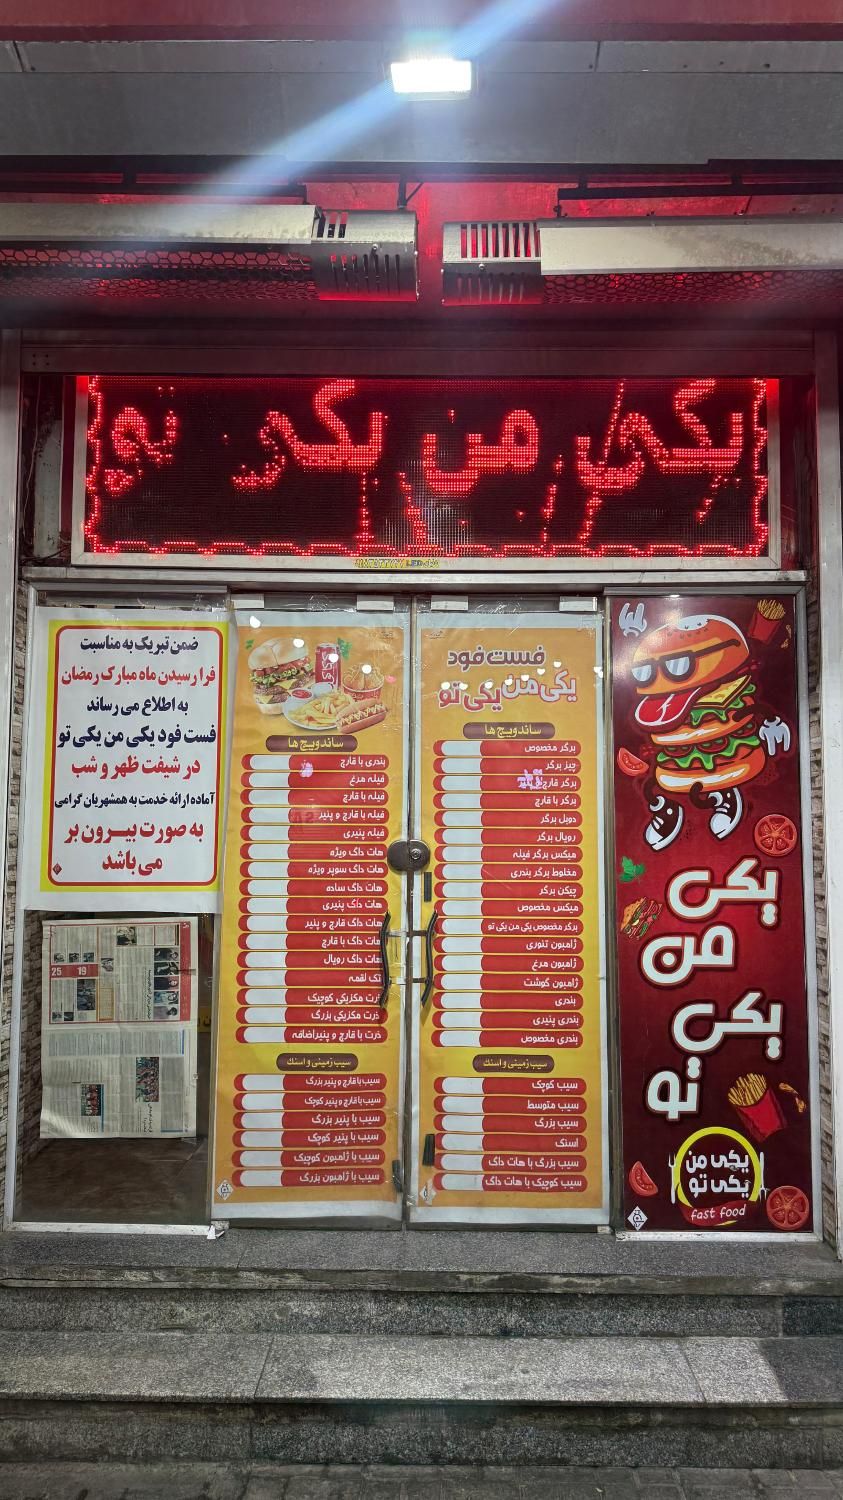 یکی من یکی تو
ضمن تبریک به مناسبت
فرا رسیدن ماه مبارک رمضان
به اطلاع می رساند
فست فود یکی من یکی تو
در شیفت ظهر و شب
آماده ارائه خدمت به همشهریان گرامی
به صورت بیرون بر
می باشد
فست فود
یکی من یکی تو
ساندویچ ها
برگر مخصوص
چیز برگر
برگر قارچ و پنیر
برگر با قارچ
دوبل برگر
رویال برگر
میکس برگر فیله
مخلوط برگر بندری
چیکن برگر
میکس مخصوص
برگر مخصوص یکی من یکی تو
ژامبون تنوری
ژامبون مرغ
ژامبون گوشت
بندری
بندری پنیری
بندری مخصوص
سیب زمینی و اسنک
سیب کوچک
سیب متوسط
سیب بزرگ
اسنک
سیب بزرگ با هات داگ
سیب کوچک با هات داگ
ساندویچ ها
بندری با قارچ
فیله مرغ
فیله با قارچ
فیله با قارچ و پنیر
فیله پنیری
هات داگ ویژه
هات داگ سوپر ویژه
هات داگ ساده
هات داگ پنیری
هات داگ قارچ و پنیر
هات داگ با قارچ
هات داگ رویال
تک لقمه
ذرت مکزیکی کوچیک
ذرت مکزیکی بزرگ
ذرت با قارچ و پنیراضافه
سیب زمینی و اسنک
سیب با قارچ و پنیر بزرگ
سیب با قارچ و پنیر کوچک
سیب با پنیر بزرگ
سیب با پنیر کوچک
سیب با ژامبون کوچیک
سیب با ژامبون بزرگ
یکی
من
یکی
تو
یکی من
یکی تو
fast food
25 19